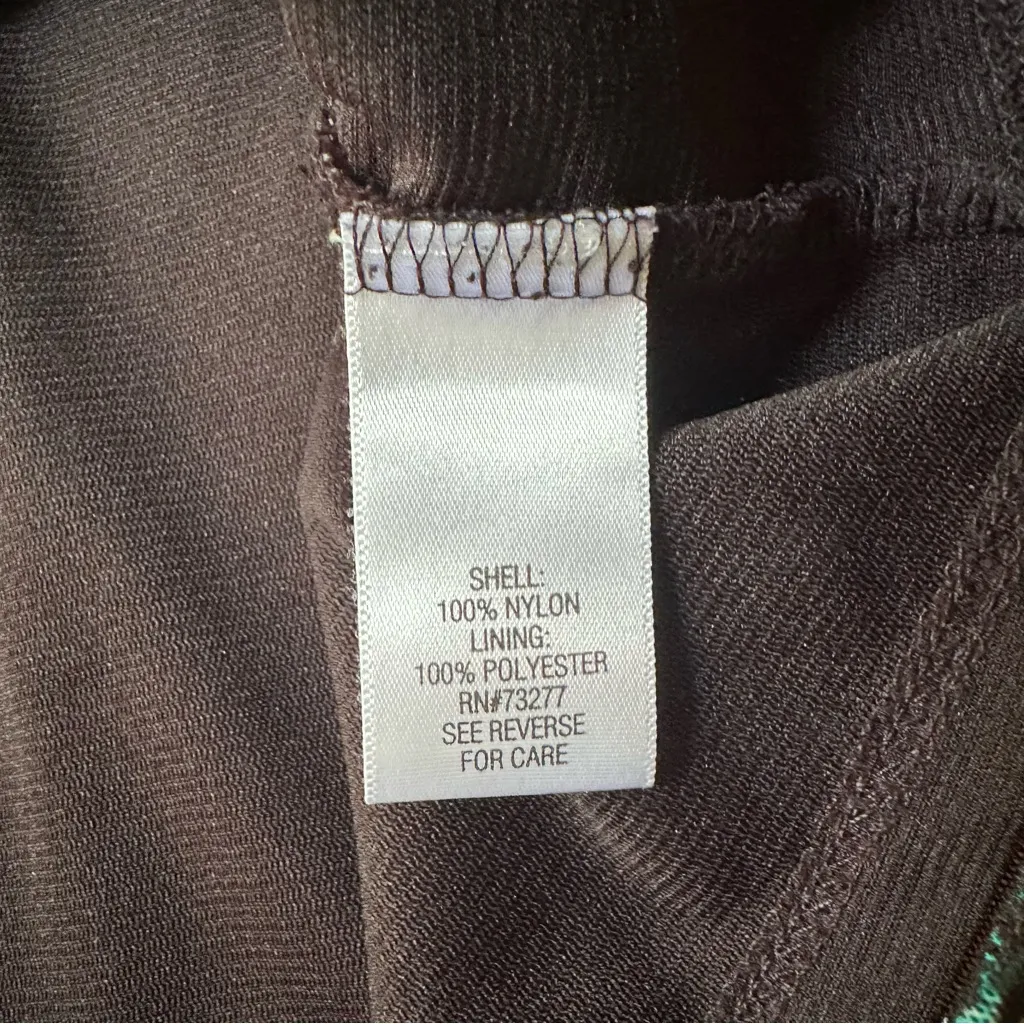 SHELL:
100% NYLON
LINING:
100% POLYESTER
RN#73277
SEE REVERSE
FOR CARE